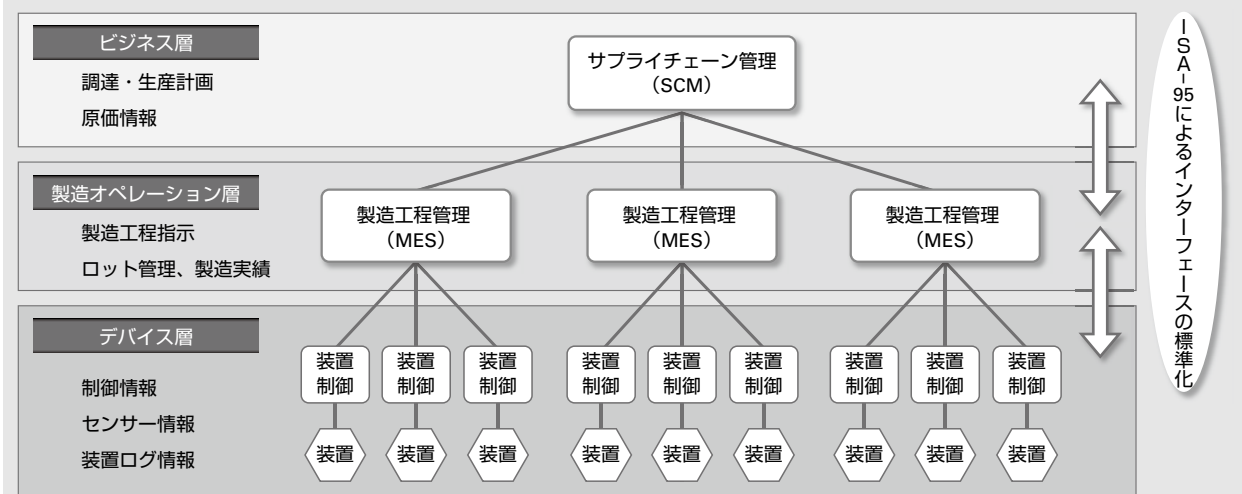 ビジネス層
調達・生産計画
原価情報
サプライチェーン管理
（SCM）
製造オペレーション層
製造工程指示
ロット管理、製造実績
製造工程管理
（MES）
製造工程管理
（MES）
製造工程管理
（MES）
デバイス層
制御情報
センサー情報
装置ログ情報
装置
制御
装置
制御
装置
制御
装置
制御
装置
制御
装置
制御
装置
制御
装置
制御
装置
制御
装置
装置
装置
装置
装置
装置
装置
装置
装置
ISA-95によるインターフェースの標準化